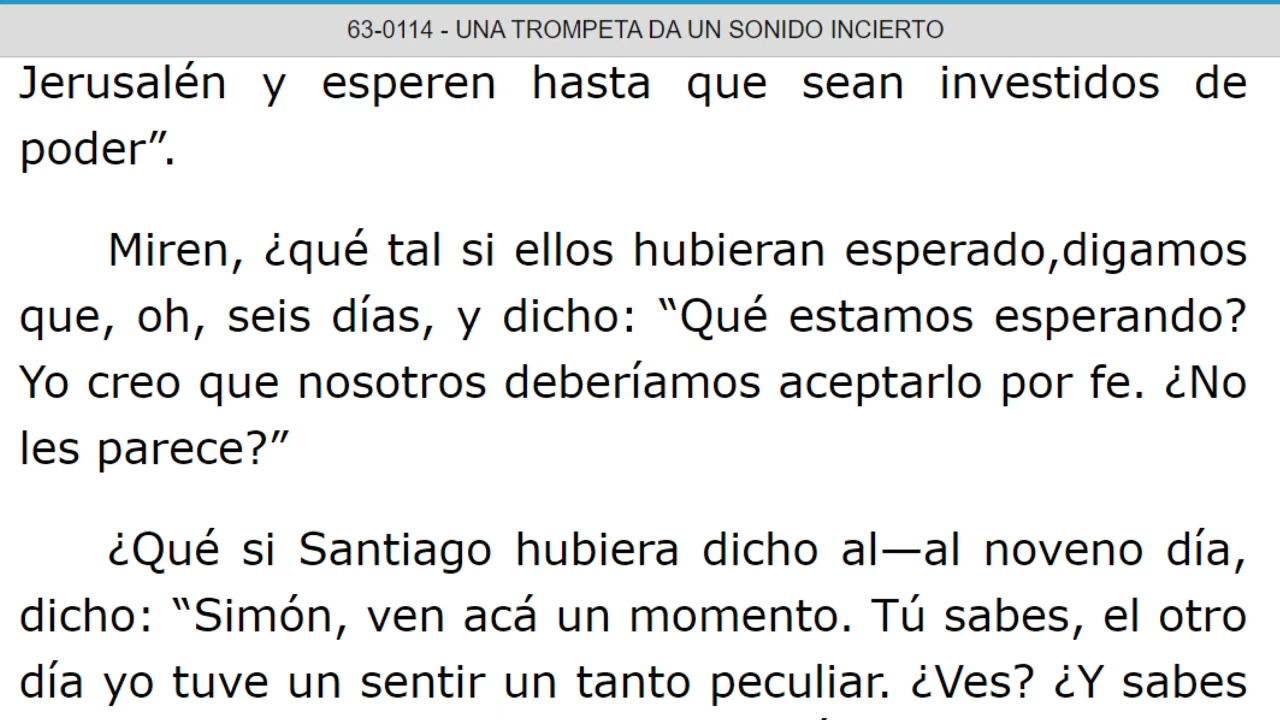 63-0114 - UNA TROMPETA DA UN SONIDO INCIERTO
Jerusalén y esperen hasta que sean investidos de
poder”.
Miren, ¿qué tal si ellos hubieran esperado,digamos
que, oh, seis días, y dicho: “Qué estamos esperando?
Yo creo que nosotros deberíamos aceptarlo por fe. ¿No
les parece?”
¿Qué si Santiago hubiera dicho al—al noveno día,
dicho: “Simón, ven acá un momento. Tú sabes, el otro
día yo tuve un sentir un tanto peculiar. ¿Ves? ¿Y sabes